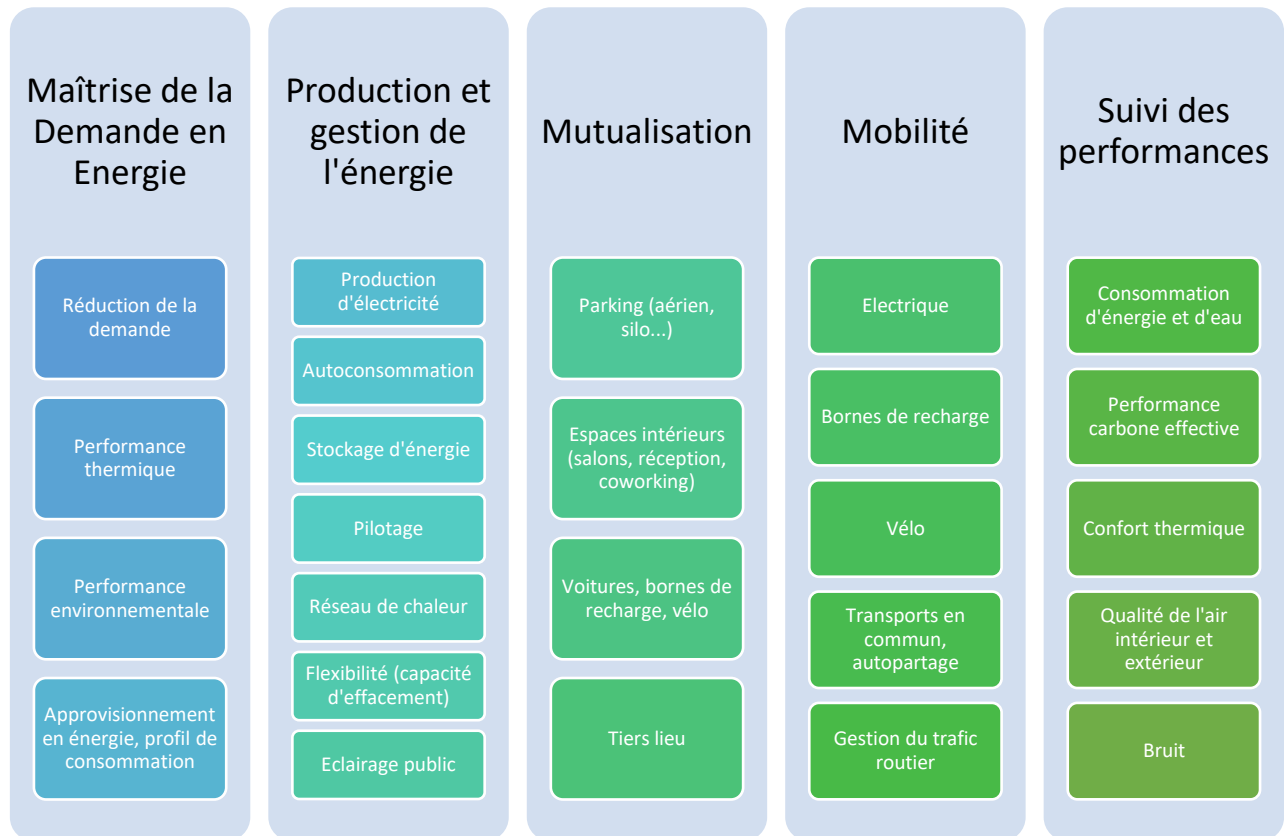 Maîtrise de la
Demande en
Energie
Réduction de la
demande
Performance
thermique
Performance
environnementale
Approvisionnement
en énergie, profil de
consommation
Production et
gestion de
l'énergie
Production
d'électricité
Autoconsommation
Stockage d'énergie
Pilotage
Réseau de chaleur
Flexibilité (capacité
d'effacement)
Eclairage public
Mutualisation
Parking (aérien,
silo...)
Espaces intérieurs
(salons, réception,
coworking)
Voitures, bornes de
recharge, vélo
Tiers lieu
Mobilité
Electrique
Bornes de recharge
Vélo
Transports en
commun,
autopartage
Gestion du trafic
routier
Suivi des
performances
Consommation
d'énergie et d'eau
Performance
carbone effective
Confort thermique
Qualité de l'air
intérieur et
extérieur
Bruit